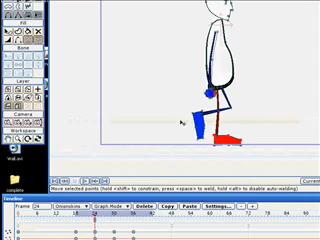 Fill
Bone
Layer
Camera
Workspace
Wall.avi
complete
Move selected points (hold <shift> to constrain, press <space> to weld, hold <alt> to disable auto-welding)
Timeline
Frame 24 Onionskins Graph Mode Delete Copy Paste Settings... - +
6 12 18 24 30 36 42 48 54 60 66 72 78 84 90